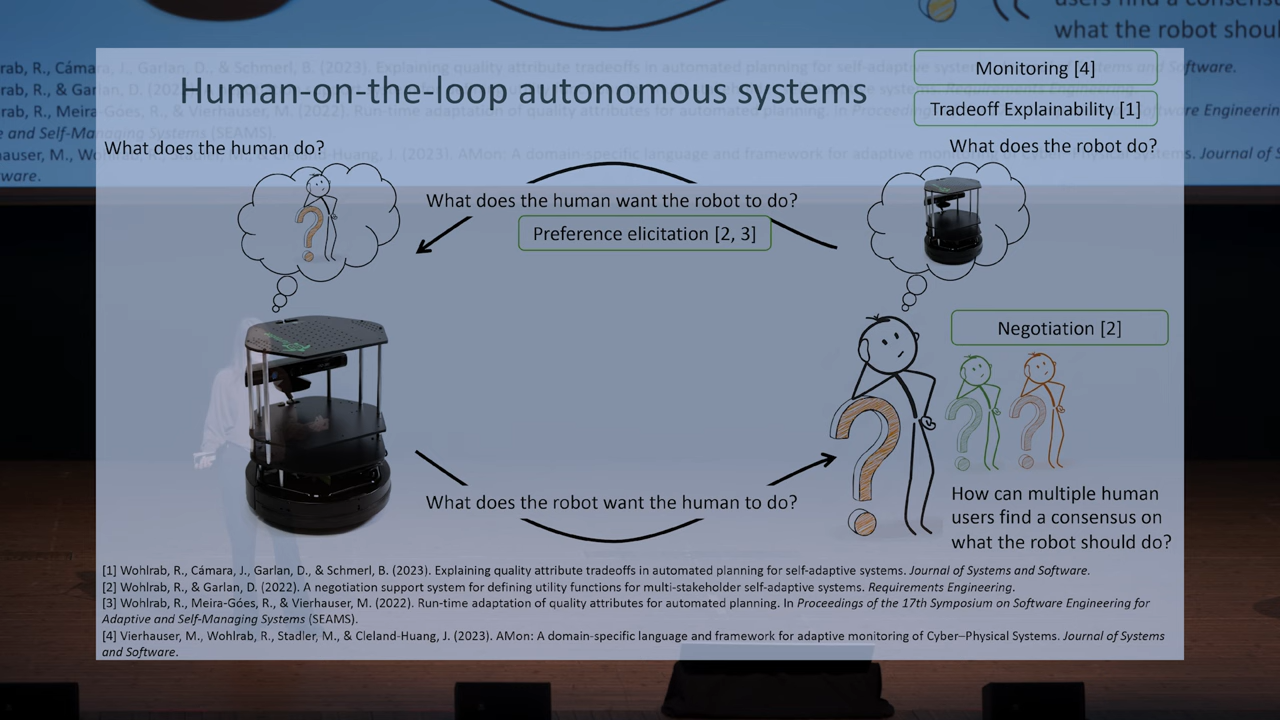 users find a consensus
what the robot shou
Human-on-the-loop autonomous systems
Monitoring [4]
Tradeoff Explainability [1]
What does the human do?
What does the robot do?
What does the human want the robot to do?
Preference elicitation [2, 3]
Negotiation [2]
What does the robot want the human to do?
How can multiple human
users find a consensus on
what the robot should do?
[1] Wohlrab, R., Cámara, J., Garlan, D., & Schmerl, B. (2023). Explaining quality attribute tradeoffs in automated planning for self-adaptive systems. Journal of Systems and Software.
[2] Wohlrab, R., & Garlan, D. (2022). A negotiation support system for defining utility functions for multi-stakeholder self-adaptive systems. Requirements Engineering.
[3] Wohlrab, R., Meira-Góes, R., & Vierhauser, M. (2022). Run-time adaptation of quality attributes for automated planning. In Proceedings of the 17th Symposium on Software Engineering for
Adaptive and Self-Managing Systems (SEAMS).
[4] Vierhauser, M., Wohlrab, R., Stadler, M., & Cleland-Huang, J. (2023). AMon: A domain-specific language and framework for adaptive monitoring of Cyber–Physical Systems. Journal of Systems
and Software.